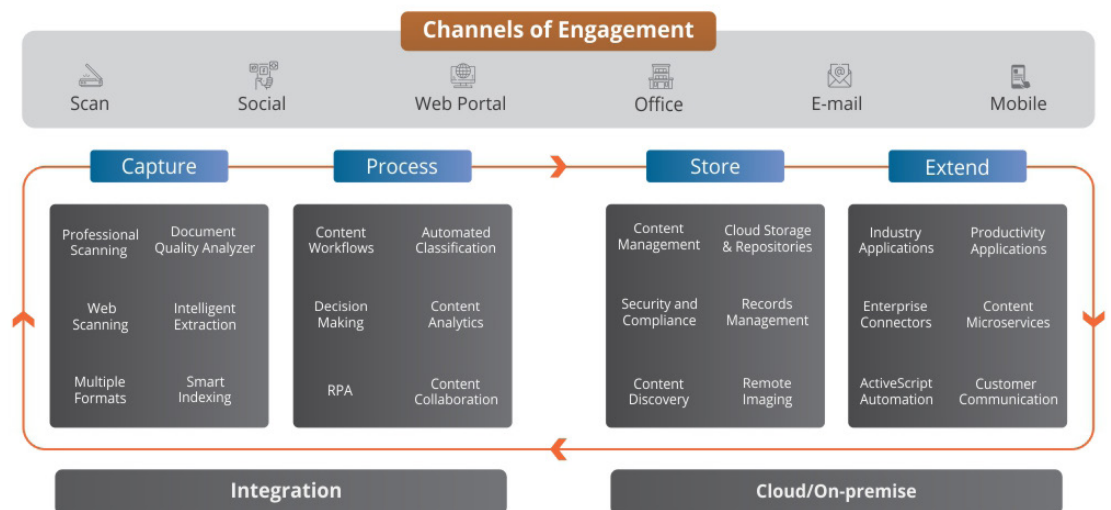 Channels of Engagement
Scan
Social
Web Portal
Office
E-mail
Mobile
Capture
Process
Store
Extend
Professional
Scanning
Document
Quality Analyzer
Web
Scanning
Intelligent
Extraction
Multiple
Formats
Smart
Indexing
Content
Workflows
Automated
Classification
Decision
Making
Content
Analytics
RPA
Content
Collaboration
Content
Management
Cloud Storage
& Repositories
Security and
Compliance
Records
Management
Content
Discovery
Remote
Imaging
Industry
Applications
Productivity
Applications
Enterprise
Connectors
Content
Microservices
ActiveScript
Automation
Customer
Communication
Integration
Cloud/On-premise